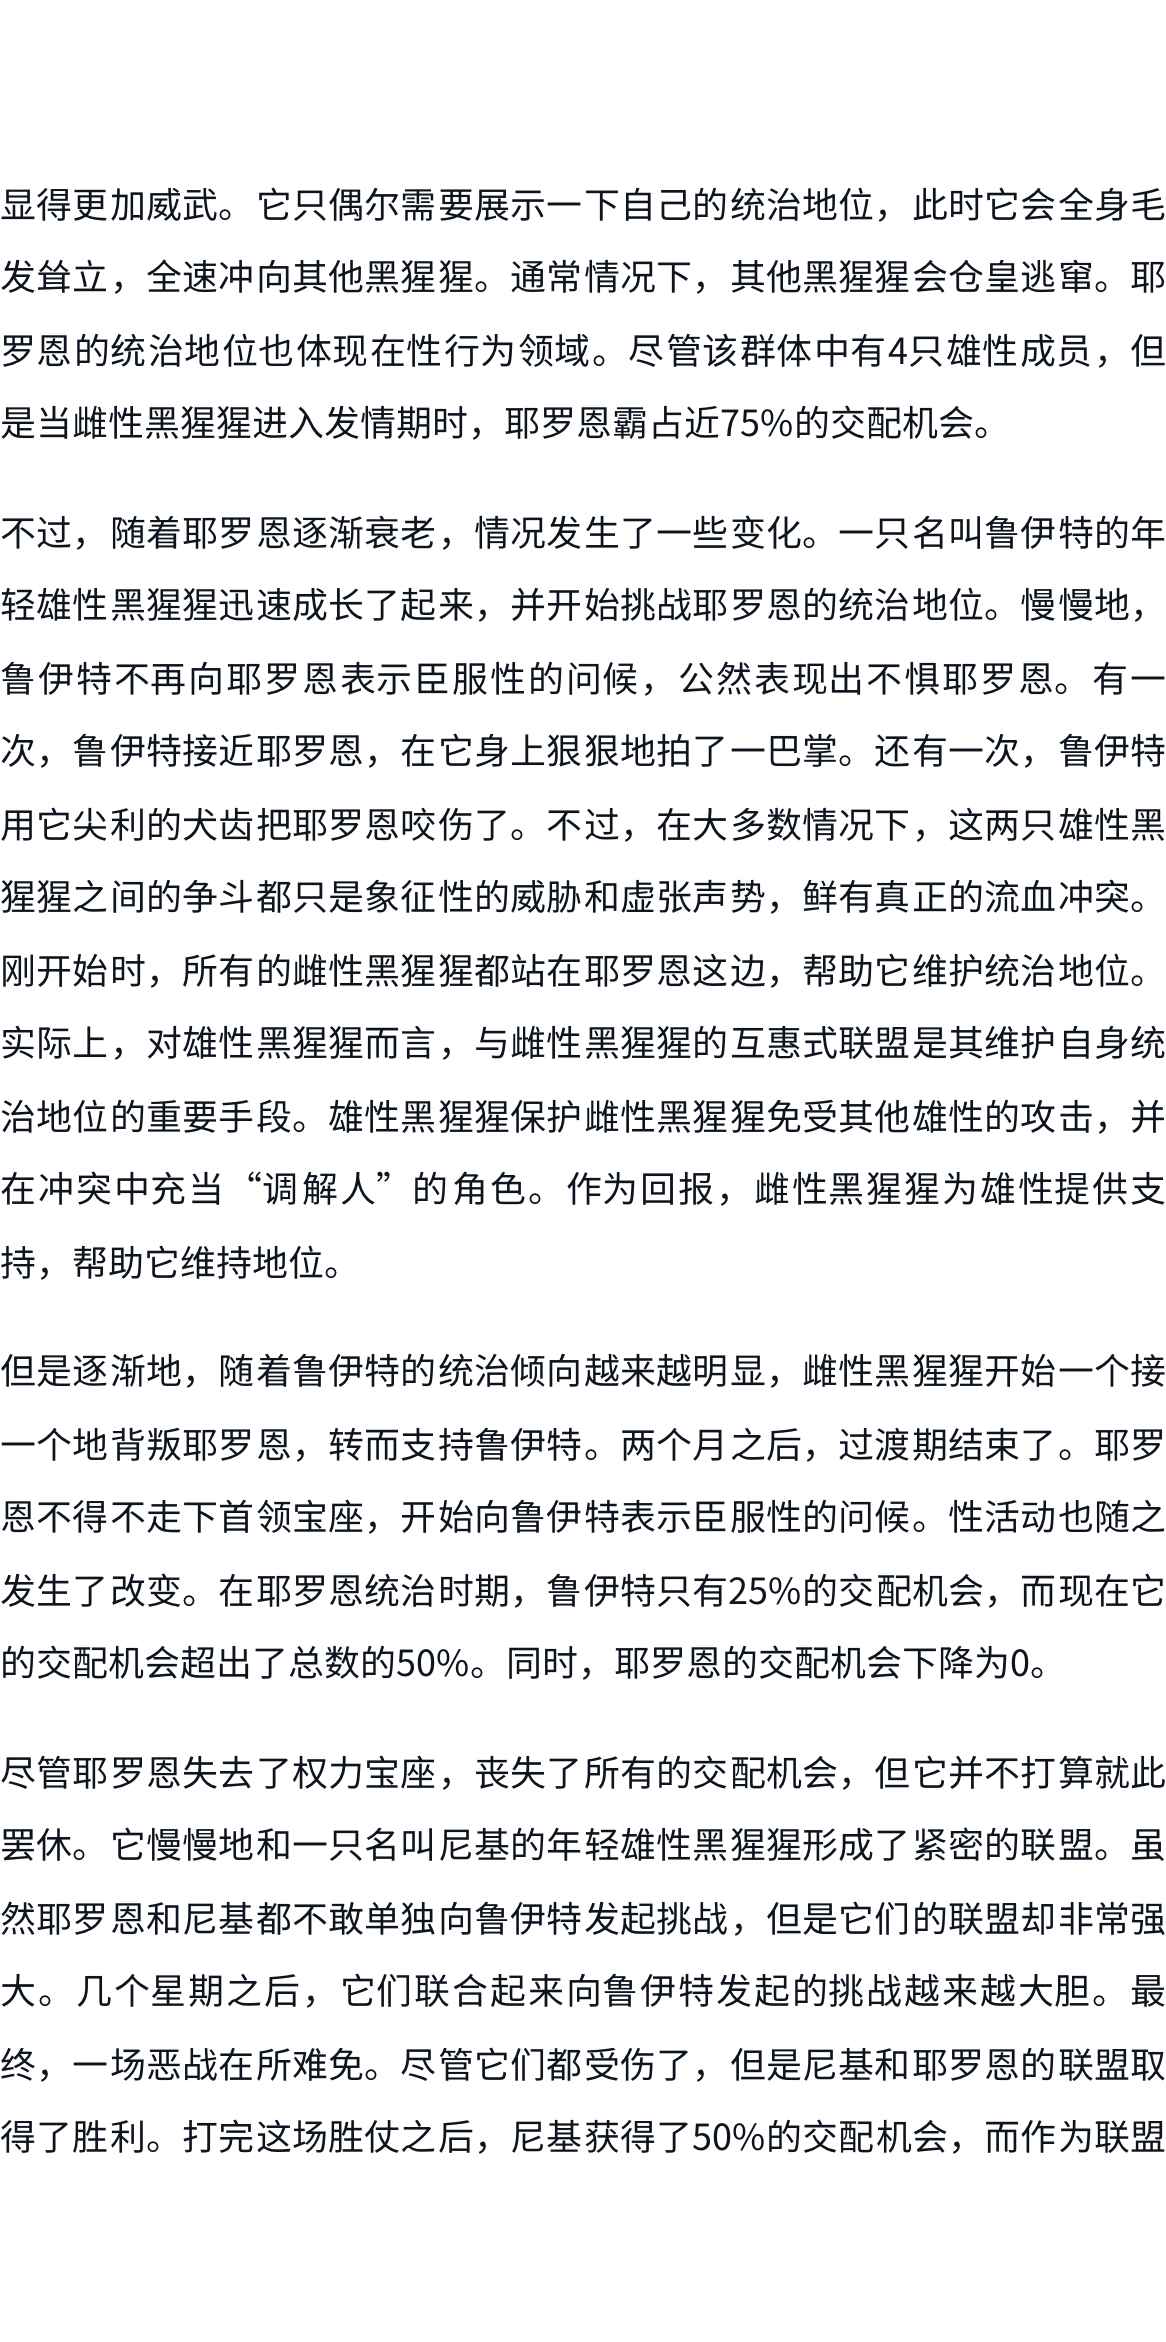 显得更加威武。它只偶尔需要展示一下自己的统治地位，此时它会全身毛
发耸立，全速冲向其他黑猩猩。通常情况下，其他黑猩猩会仓皇逃窜。耶
罗恩的统治地位也体现在性行为领域。尽管该群体中有4只雄性成员，但
是当雌性黑猩猩进入发情期时，耶罗恩霸占近75%的交配机会。
不过，随着耶罗恩逐渐衰老，情况发生了一些变化。一只名叫鲁伊特的年
轻雄性黑猩猩迅速成长了起来，并开始挑战耶罗恩的统治地位。慢慢地，
鲁伊特不再向耶罗恩表示臣服性的问候，公然表现出不惧耶罗恩。有一
次，鲁伊特接近耶罗恩，在它身上狠狠地拍了一巴掌。还有一次，鲁伊特
用它尖利的犬齿把耶罗恩咬伤了。不过，在大多数情况下，这两只雄性黑
猩猩之间的争斗都只是象征性的威胁和虚张声势，鲜有真正的流血冲突。
刚开始时，所有的雌性黑猩猩都站在耶罗恩这边，帮助它维护统治地位。
实际上，对雄性黑猩猩而言，与雌性黑猩猩的互惠式联盟是其维护自身统
治地位的重要手段。雄性黑猩猩保护雌性黑猩猩免受其他雄性的攻击，并
在冲突中充当“调解人”的角色。作为回报，雌性黑猩猩为雄性提供支
持，帮助它维持地位。
但是逐渐地，随着鲁伊特的统治倾向越来越明显，雌性黑猩猩开始一个接
一个地背叛耶罗恩，转而支持鲁伊特。两个月之后，过渡期结束了。耶罗
恩不得不走下首领宝座，开始向鲁伊特表示臣服性的问候。性活动也随之
发生了改变。在耶罗恩统治时期，鲁伊特只有25%的交配机会，而现在它
的交配机会超出了总数的50%。同时，耶罗恩的交配机会下降为0。
尽管耶罗恩失去了权力宝座，丧失了所有的交配机会，但它并不打算就此
罢休。它慢慢地和一只名叫尼基的年轻雄性黑猩猩形成了紧密的联盟。虽
然耶罗恩和尼基都不敢单独向鲁伊特发起挑战，但是它们的联盟却非常强
大。几个星期之后，它们联合起来向鲁伊特发起的挑战越来越大胆。最
终，一场恶战在所难免。尽管它们都受伤了，但是尼基和耶罗恩的联盟取
得了胜利。打完这场胜仗之后，尼基获得了50%的交配机会，而作为联盟